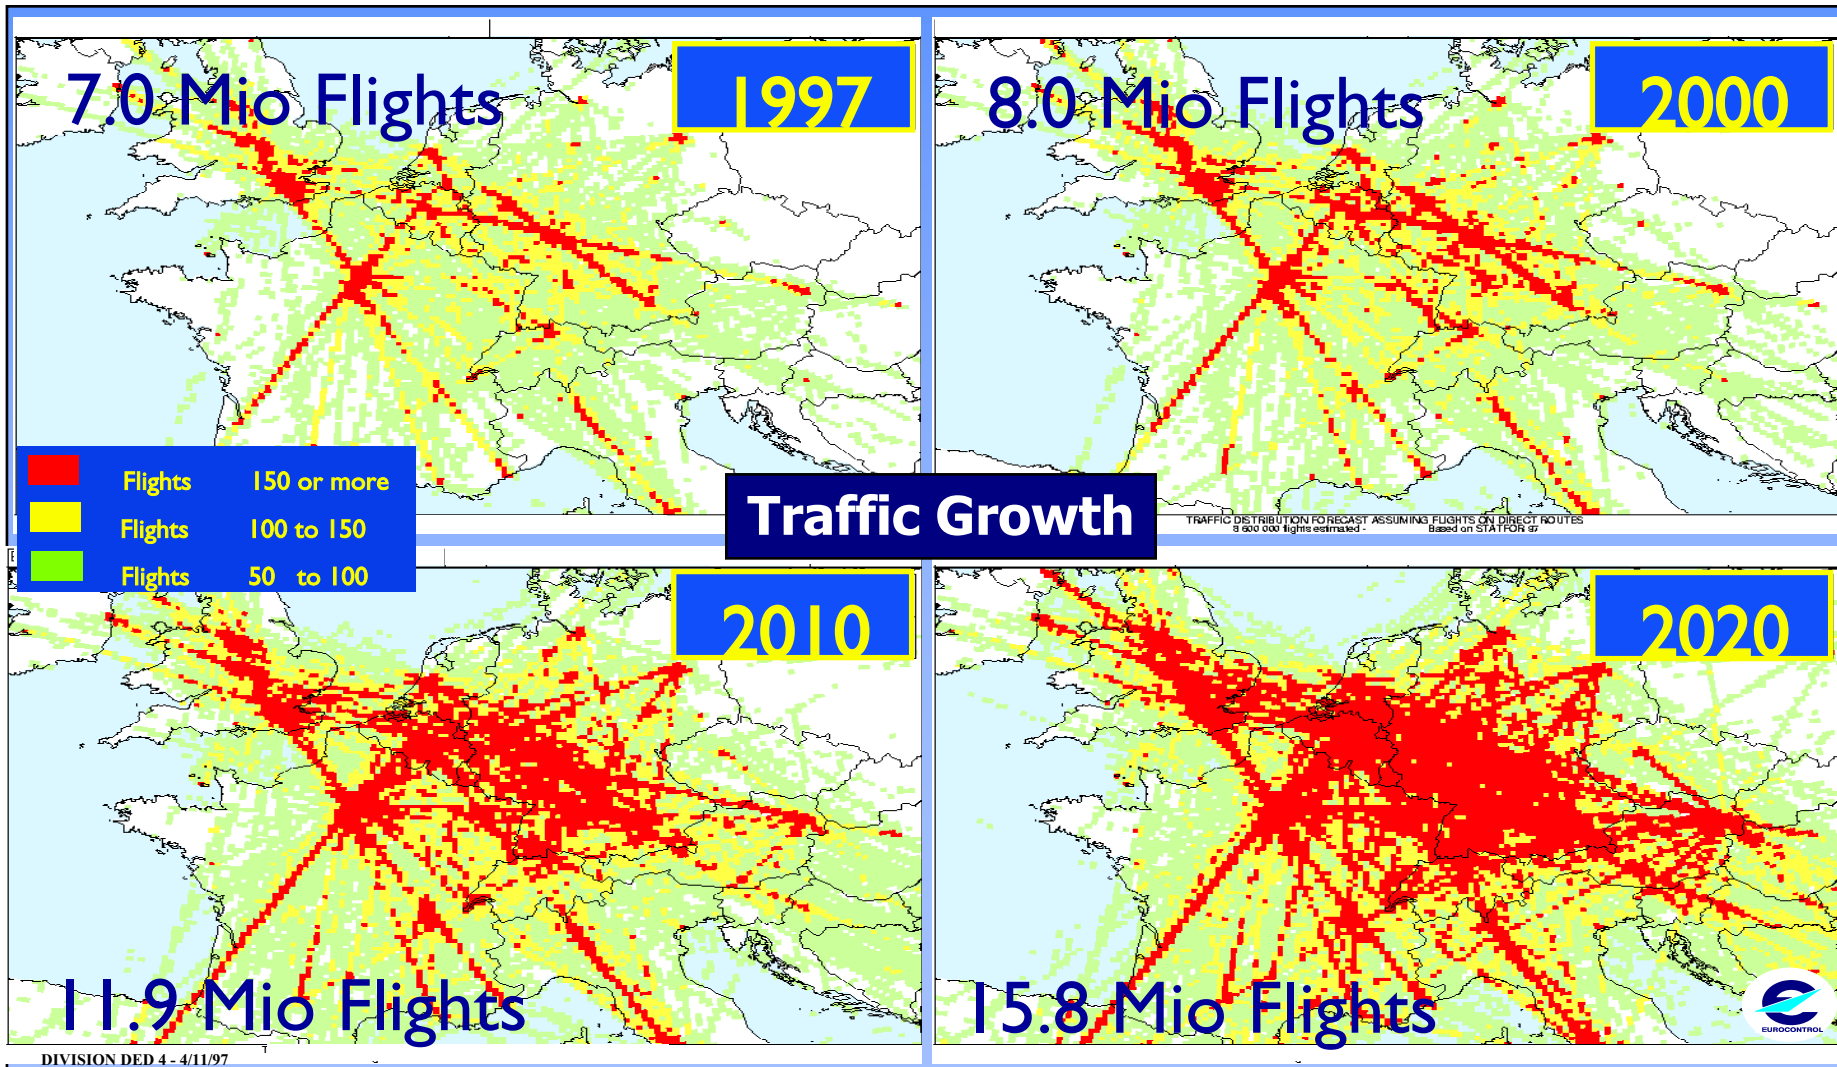 7.0 Mio Flights
1997
8.0 Mio Flights
2000
Flights 150 or more
Flights 100 to 150
Flights 50 to 100
Traffic Growth
TRAFFIC DISTRIBUTION FORECAST ASSUMING FLIGHTS ON DIRECT ROUTES
flights estimated - Based on STATFOR 97
2010
2020
11.9 Mio Flights
15.8 Mio Flights
EUROCONTROL
DIVISION DED 4 - 4/11/97